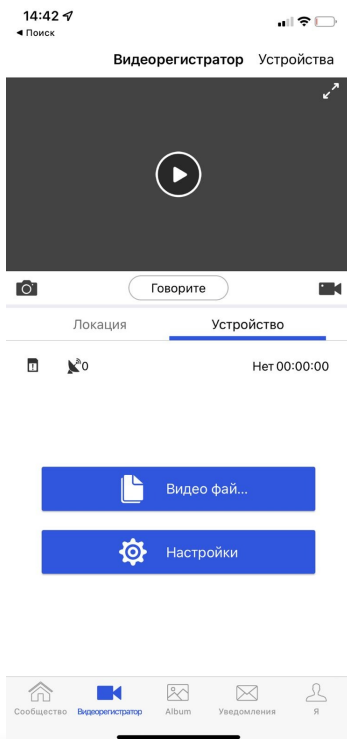 14:42
◀ Поиск
Видеорегистратор Устройства
Говорите
Локация Устройство
0 Нет 00:00:00
Видео фай...
Настройки
Сообщество Видеорегистратор Album Уведомления Я